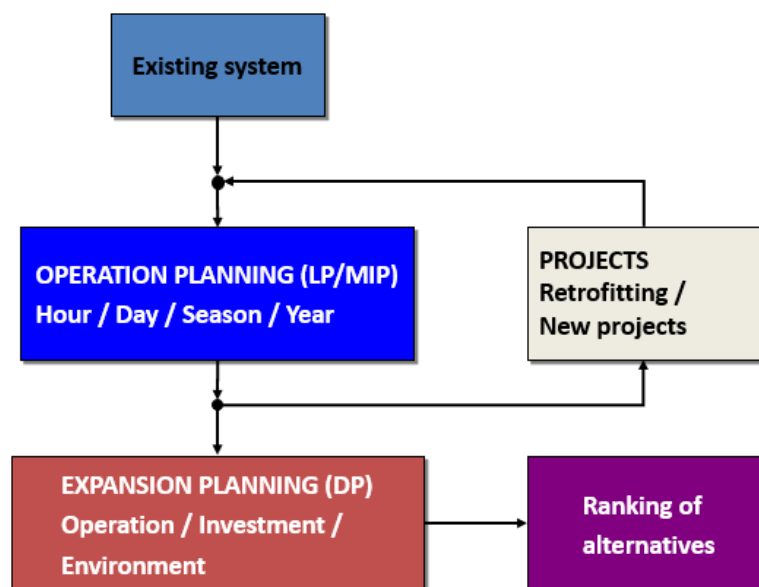 Existing system
OPERATION PLANNING (LP/MIP)
Hour / Day / Season / Year
PROJECTS
Retrofitting /
New projects
EXPANSION PLANNING (DP)
Operation / Investment /
Environment
Ranking of
alternatives